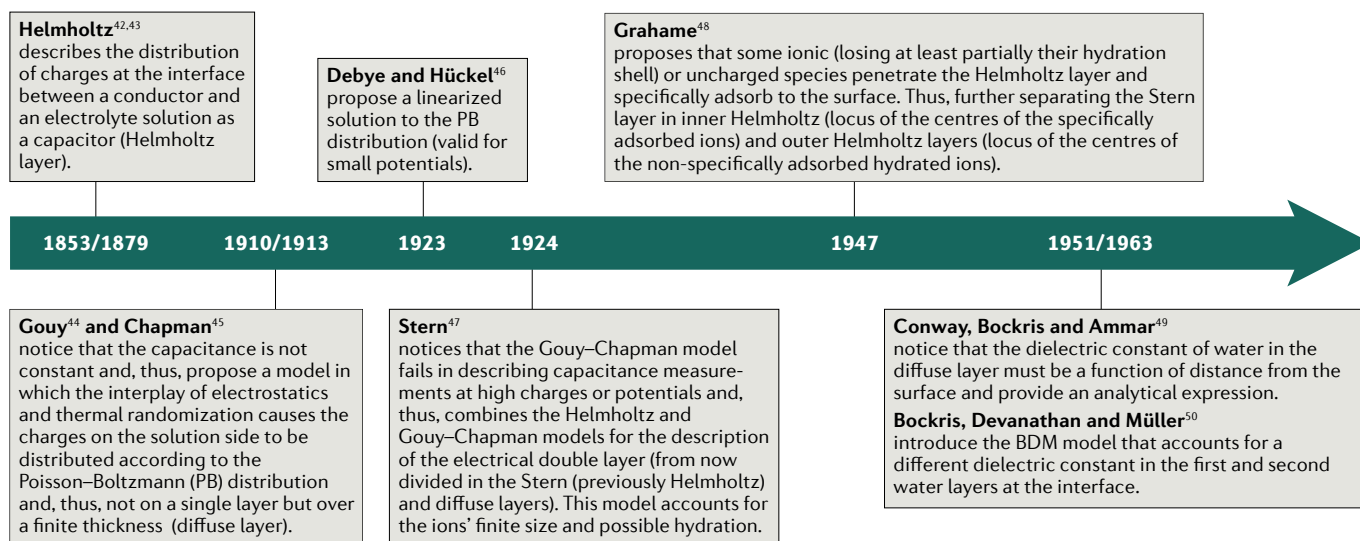 Helmholtz42,43
describes the distribution
of charges at the interface
between a conductor and
an electrolyte solution as
a capacitor (Helmholtz
layer).
Debye and Hückel46
propose a linearized
solution to the PB
distribution (valid for
small potentials).
Grahame48
proposes that some ionic (losing at least partially their hydration
shell) or uncharged species penetrate the Helmholtz layer and
specifically adsorb to the surface. Thus, further separating the Stern
layer in inner Helmholtz (locus of the centres of the specifically
adsorbed ions) and outer Helmholtz layers (locus of the centres of
the non-specifically adsorbed hydrated ions).
1853/1879 1910/1913 1923 1924 1947 1951/1963
Gouy44 and Chapman45
notice that the capacitance is not
constant and, thus, propose a model in
which the interplay of electrostatics
and thermal randomization causes the
charges on the solution side to be
distributed according to the
Poisson–Boltzmann (PB) distribution
and, thus, not on a single layer but over
a finite thickness (diffuse layer).
Stern47
notices that the Gouy–Chapman model
fails in describing capacitance measure-
ments at high charges or potentials and,
thus, combines the Helmholtz and
Gouy–Chapman models for the description
of the electrical double layer (from now
divided in the Stern (previously Helmholtz)
and diffuse layers). This model accounts for
the ions' finite size and possible hydration.
Conway, Bockris and Ammar49
notice that the dielectric constant of water in the
diffuse layer must be a function of distance from the
surface and provide an analytical expression.
Bockris, Devanathan and Müller50
introduce the BDM model that accounts for a
different dielectric constant in the first and second
water layers at the interface.